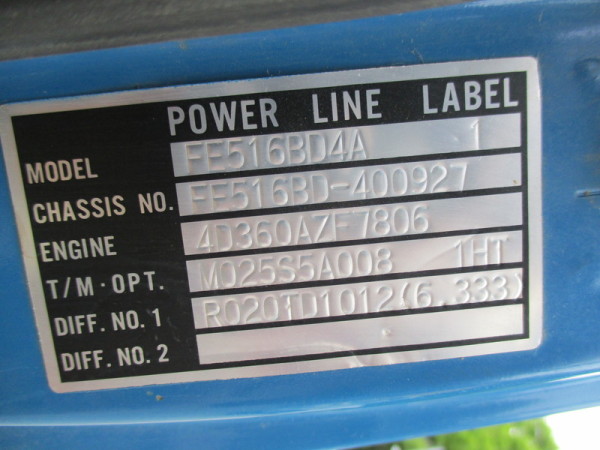 POWER LINE LABEL
MODEL FE516BD4A 1
CHASSIS NO. FE516BD-400927
ENGINE 4D360AZF7806
T/M·OPT. M025S5A008 1HT
DIFF. NO. 1 R020TD1012(6.333)
DIFF. NO. 2